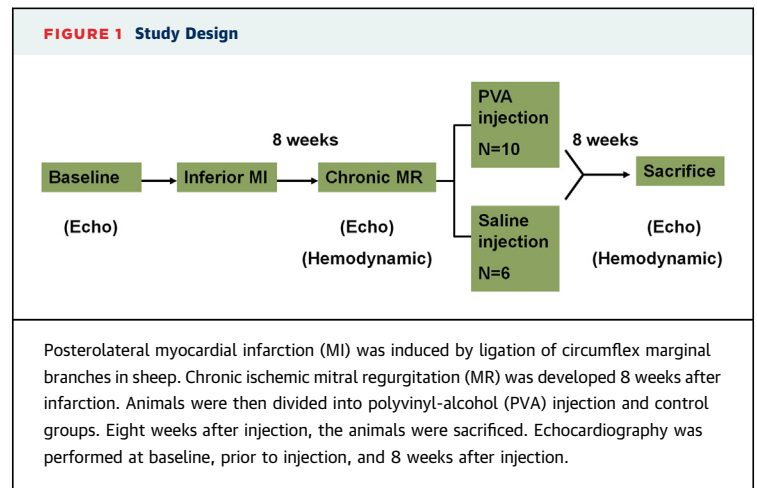 FIGURE 1 Study Design
PVA
injection
N=10
8 weeks
8 weeks
Baseline
Inferior MI
Chronic MR
Sacrifice
(Echo)
(Echo)
(Hemodynamic)
Saline
injection
N=6
(Echo)
(Hemodynamic)
Posterolateral myocardial infarction (MI) was induced by ligation of circumflex marginal
branches in sheep. Chronic ischemic mitral regurgitation (MR) was developed 8 weeks after
infarction. Animals were then divided into polyvinyl-alcohol (PVA) injection and control
groups. Eight weeks after injection, the animals were sacrificed. Echocardiography was
performed at baseline, prior to injection, and 8 weeks after injection.